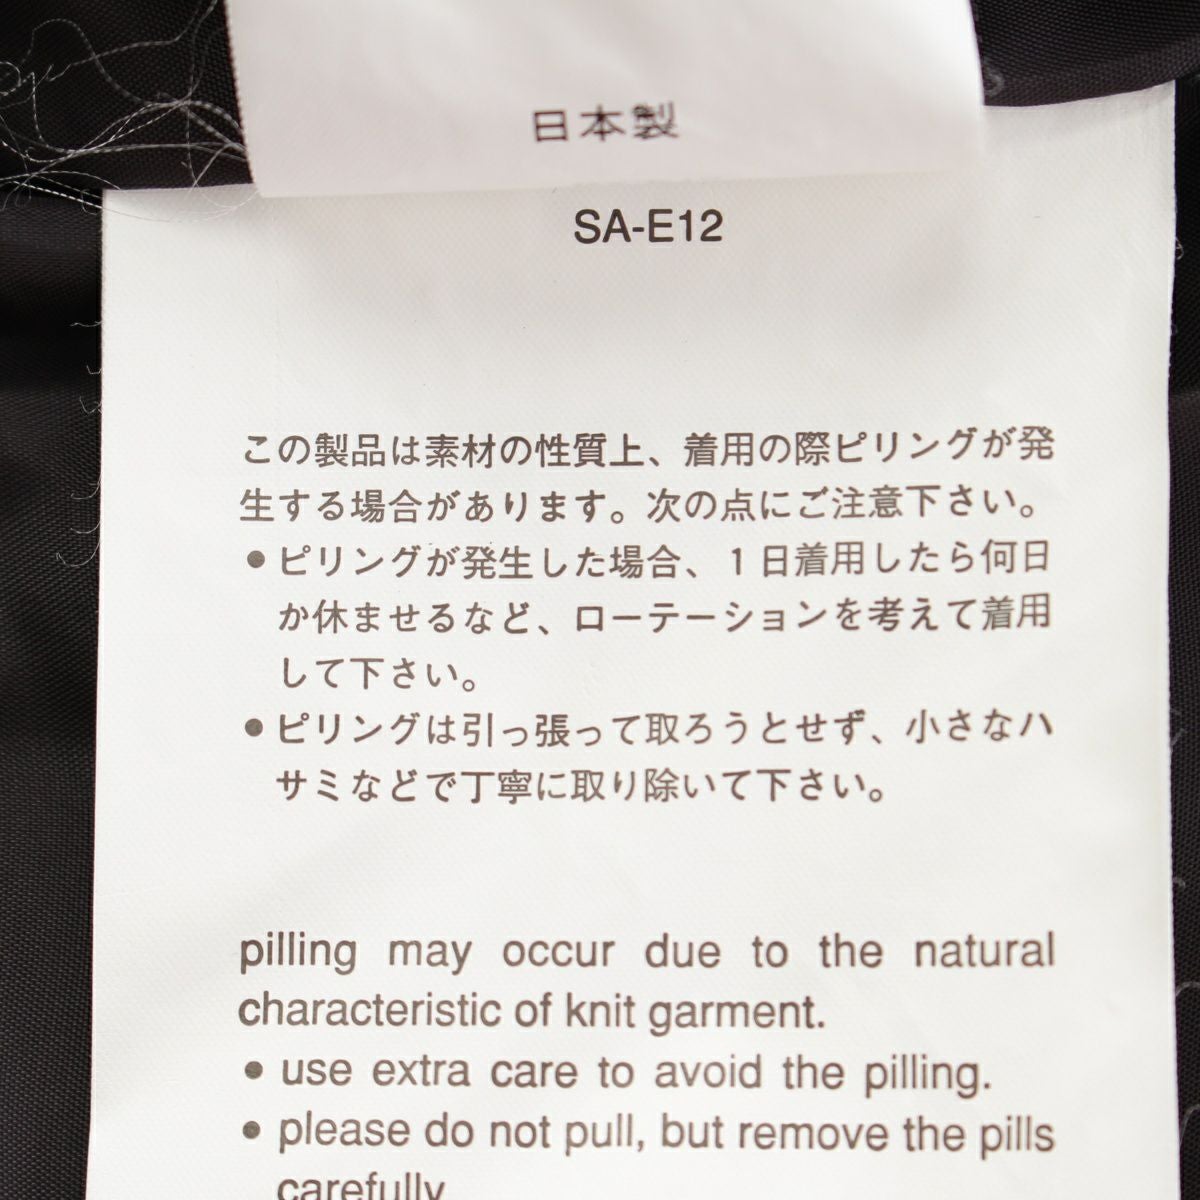 日本製
SA-E12
この製品は素材の性質上、着用の際ピリングが発
生する場合があります。次の点にご注意下さい。
●ピリングが発生した場合、1日着用したら何日
か休ませるなど、ローテーションを考えて着用
して下さい。
●ピリングは引っ張って取ろうとせず、小さなハ
サミなどで丁寧に取り除いて下さい。
pilling may occur due to the natural
characteristic of knit garment.
● use extra care to avoid the pilling.
● please do not pull, but remove the pills
carefully